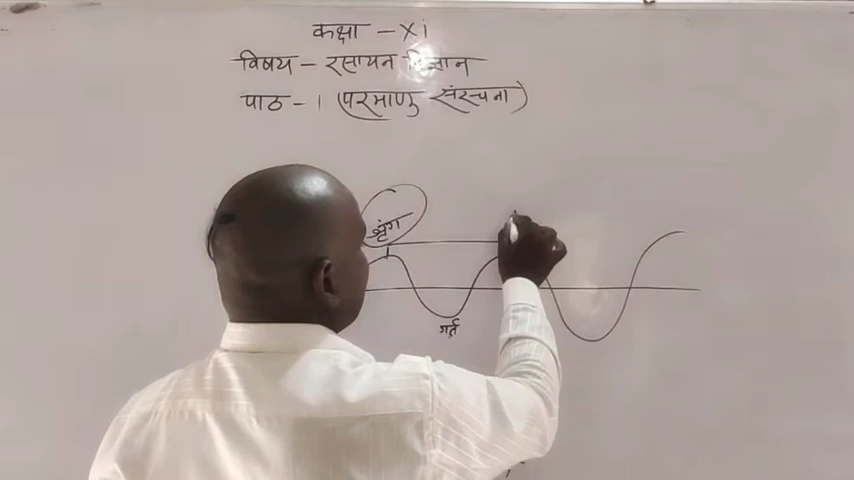 कक्षा - Xi
विषय - रसायन विज्ञान
पाठ - 1 (परमाणु संरचना)
श्रृंग
गर्त